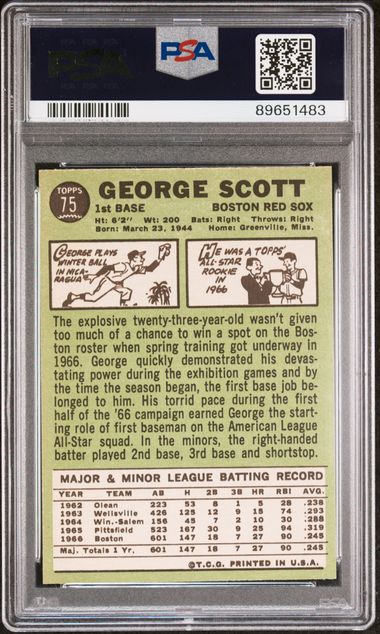 PSA
PSA
89651483
TOPPS
75
GEORGE SCOTT
1st BASE BOSTON RED SOX
Ht: 6'2" Wt: 200 Bats: Right Throws: Right
Born: March 23, 1944 Home: Greenville, Miss.
GEORGE PLAYS
WINTER BALL
IN NICA-
RAGUA
HE WAS A TOPPS'
ALL-STAR
ROOKIE
IN
1966
The explosive twenty-three-year-old wasn't given
too much of a chance to win a spot on the Bos-
ton roster when spring training got underway in
1966. George quickly demonstrated his devas-
tating power during the exhibition games and by
the time the season began, the first base job be-
longed to him. His torrid pace during the first
half of the '66 campaign earned George the start-
ing role of first baseman on the American League
All-Star squad. In the minors, the right-handed
batter played 2nd base, 3rd base and shortstop.
MAJOR & MINOR LEAGUE BATTING RECORD
YEAR TEAM AB H 2B 3B HR RBI AVG.
1962 Olean 223 53 8 1 5 28 .238
1963 Wellsville 426 125 12 9 15 74 .293
1964 Win.-Salem 156 45 7 2 10 30 .288
1965 Pittsfield 523 167 30 9 25 94 .319
1966 Boston 601 147 18 7 27 90 .245
Maj. Totals 1 Yr. 601 147 18 7 27 90 .245
©T.C.G. PRINTED IN U.S.A.